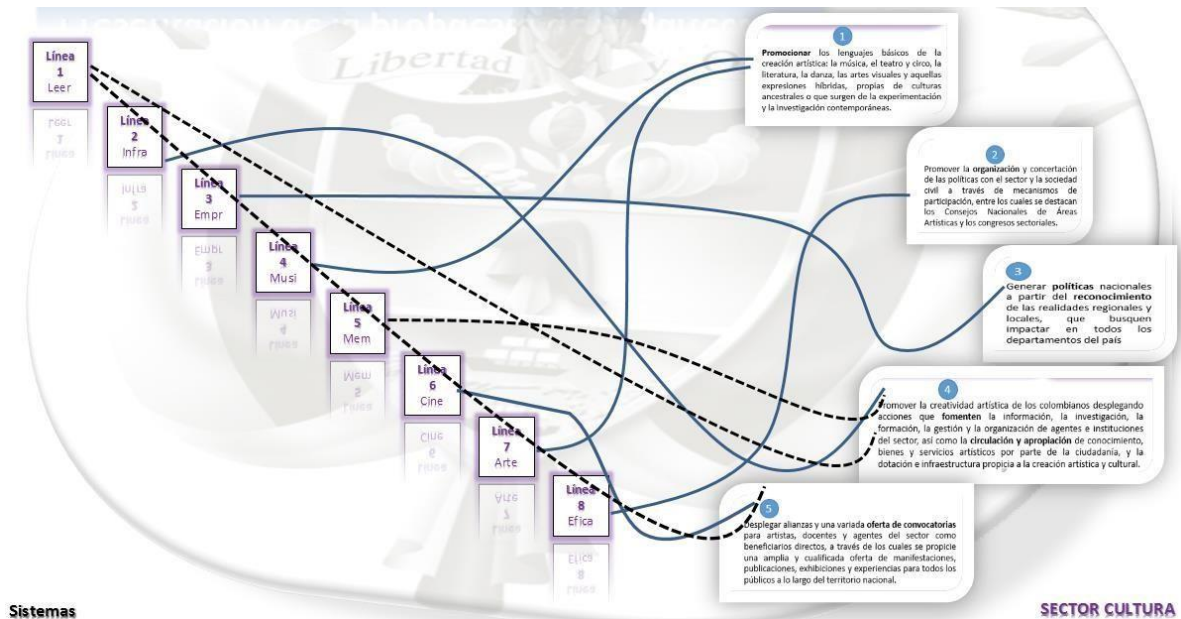 Libertad y O
Línea
1
Leer
Línea
2
Infra
Línea
3
Empr
Línea
4
Musi
Línea
5
Mem
Línea
6
Cine
Línea
7
Arte
Línea
8
Efica
1
Promocionar los lenguajes básicos de la
creación artística: la música, el teatro y circo, la
literatura, la danza, las artes visuales y aquellas
expresiones híbridas, propias de culturas
ancestrales o que surgen de la experimentación
y la investigación contemporáneas.
2
Promover la organización y concertación
de las políticas con el sector y la sociedad
civil a través de mecanismos de
participación, entre los cuales se destacan
los Consejos Nacionales de Áreas
Artísticas y los congresos sectoriales.
3
Generar políticas nacionales
a partir del reconocimiento
de las realidades regionales y
locales, que busquen
impactar en todos los
departamentos del país
4
Promover la creatividad artística de los colombianos desplegando
acciones que fomenten la información, la investigación, la
formación, la gestión y la organización de agentes e instituciones
del sector, así como la circulación y apropiación de conocimiento,
bienes y servicios artísticos por parte de la ciudadanía, y la
dotación e infraestructura propicia a la creación artística y cultural.
5
Desplegar alianzas y una variada oferta de convocatorias
para artistas, docentes y agentes del sector como
beneficiarios directos, a través de los cuales se propicie
una amplia y cualificada oferta de manifestaciones,
publicaciones, exhibiciones y experiencias para todos los
públicos a lo largo del territorio nacional.
Sistemas
SECTOR CULTURA